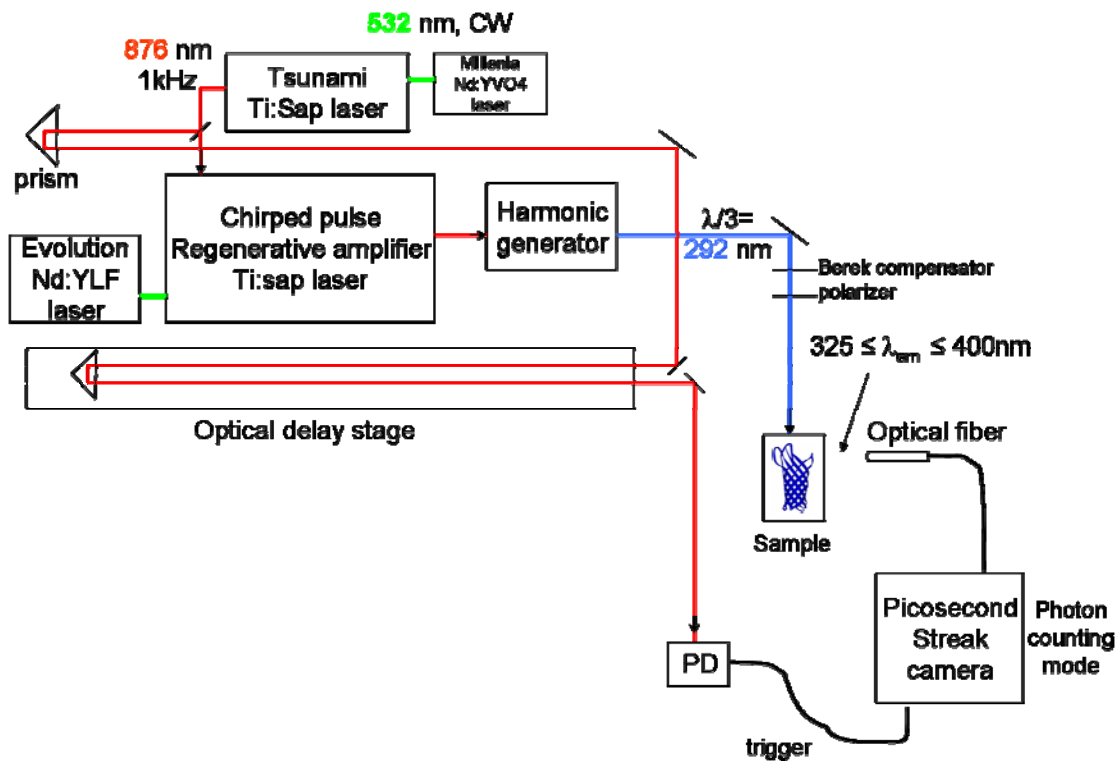 532 nm, CW
876 nm
1kHz
Tsunami
Ti:Sap laser
Millenia
Nd:YVO4
laser
prism
Chirped pulse
Regenerative amplifier
Ti:sap laser
Harmonic
generator
λ/3=
292 nm
Evolution
Nd:YLF
laser
Berek compensator
polarizer
325 ≤ λem ≤ 400nm
Optical delay stage
Optical fiber
Sample
Picosecond
Streak
camera
Photon
counting
mode
PD
trigger